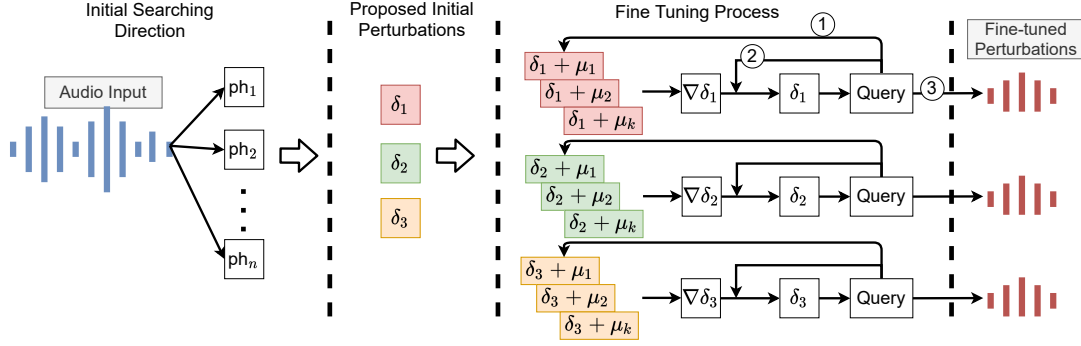 Initial Searching
Direction
Audio Input
ph₁
ph₂
phₙ
Proposed Initial
Perturbations
δ₁
δ₂
δ₃
Fine Tuning Process
①
②
③
δ₁ + μ₁
δ₁ + μ₂
δ₁ + μₖ
∇δ₁
δ₁
Query
δ₂ + μ₁
δ₂ + μ₂
δ₂ + μₖ
∇δ₂
δ₂
Query
δ₃ + μ₁
δ₃ + μ₂
δ₃ + μₖ
∇δ₃
δ₃
Query
Fine-tuned
Perturbations